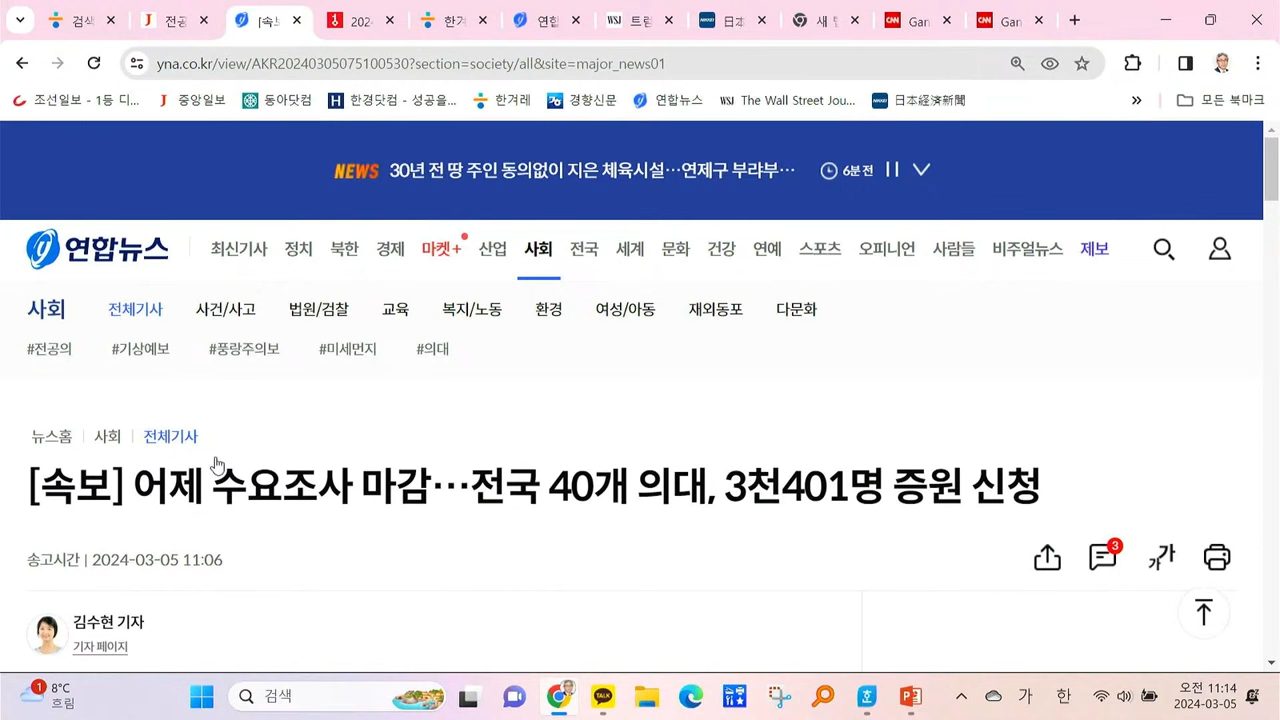 검색
전공
[속보
202
한겨
연합
WSJ 트럼
日本
새 탭
CNN Gan
CNN Gan
yna.co.kr/view/AKR20240305075100530?section=society/all&site=major_news01
조선일보 - 1등 디...
중앙일보
동아닷컴
한경닷컴 - 성공을...
한겨레
경향신문
연합뉴스
WSJ The Wall Street Jou...
NIKKEI 日本経済新聞
모든 북마크
NEWS 30년 전 땅 주인 동의없이 지은 체육시설…연제구 부랴부… 6분전
연합뉴스 최신기사 정치 북한 경제 마켓+ 산업 사회 전국 세계 문화 건강 연예 스포츠 오피니언 사람들 비주얼뉴스 제보
사회 전체기사 사건/사고 법원/검찰 교육 복지/노동 환경 여성/아동 재외동포 다문화
#전공의 #기상예보 #풍랑주의보 #미세먼지 #의대
뉴스홈 사회 전체기사
[속보] 어제 수요조사 마감…전국 40개 의대, 3천401명 증원 신청
송고시간 | 2024-03-05 11:06
3
가가
김수현 기자
기자 페이지
1
8°C
흐림
검색
TALK
가
한
오전 11:14
2024-03-05